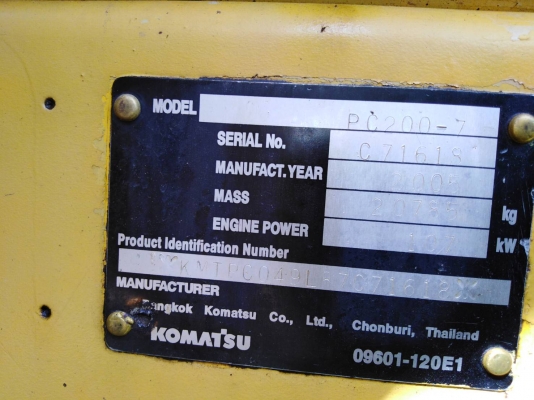 MODEL PC200-7
SERIAL No.
MANUFACT.YEAR
MASS kg
ENGINE POWER kW
Product Identification Number
MANUFACTURER
Bangkok Komatsu Co., Ltd., Chonburi, Thailand
KOMATSU 09601-120E1